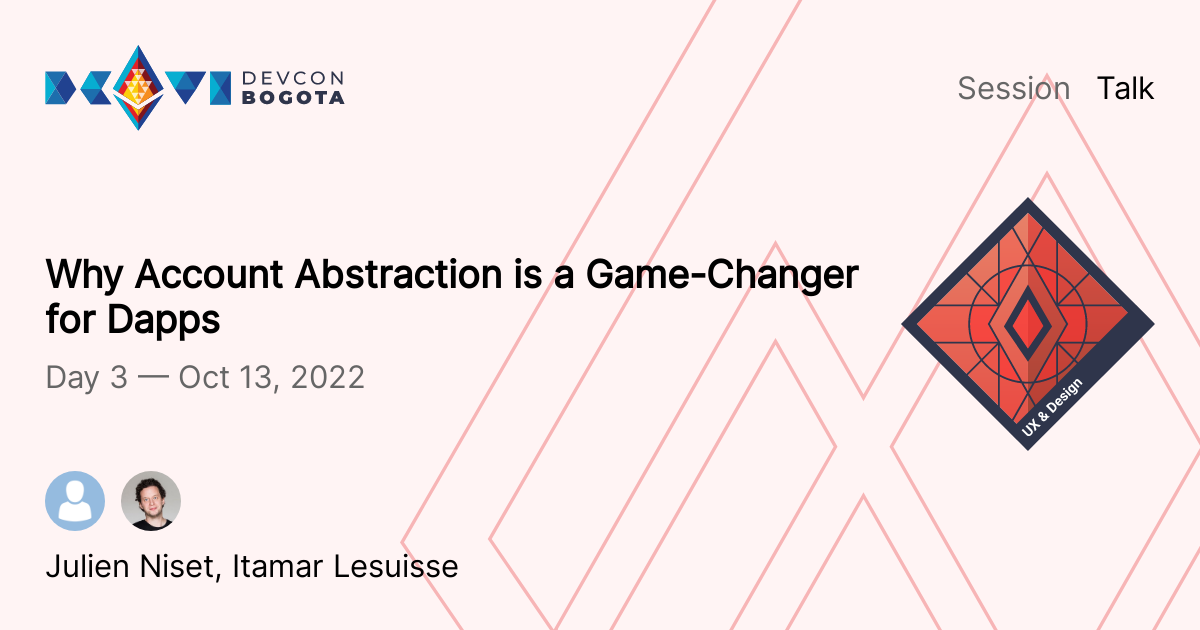 DEVCON
BOGOTA
Session Talk
Why Account Abstraction is a Game-Changer
for Dapps
Day 3 — Oct 13, 2022
UX & Design
Julien Niset, Itamar Lesuisse